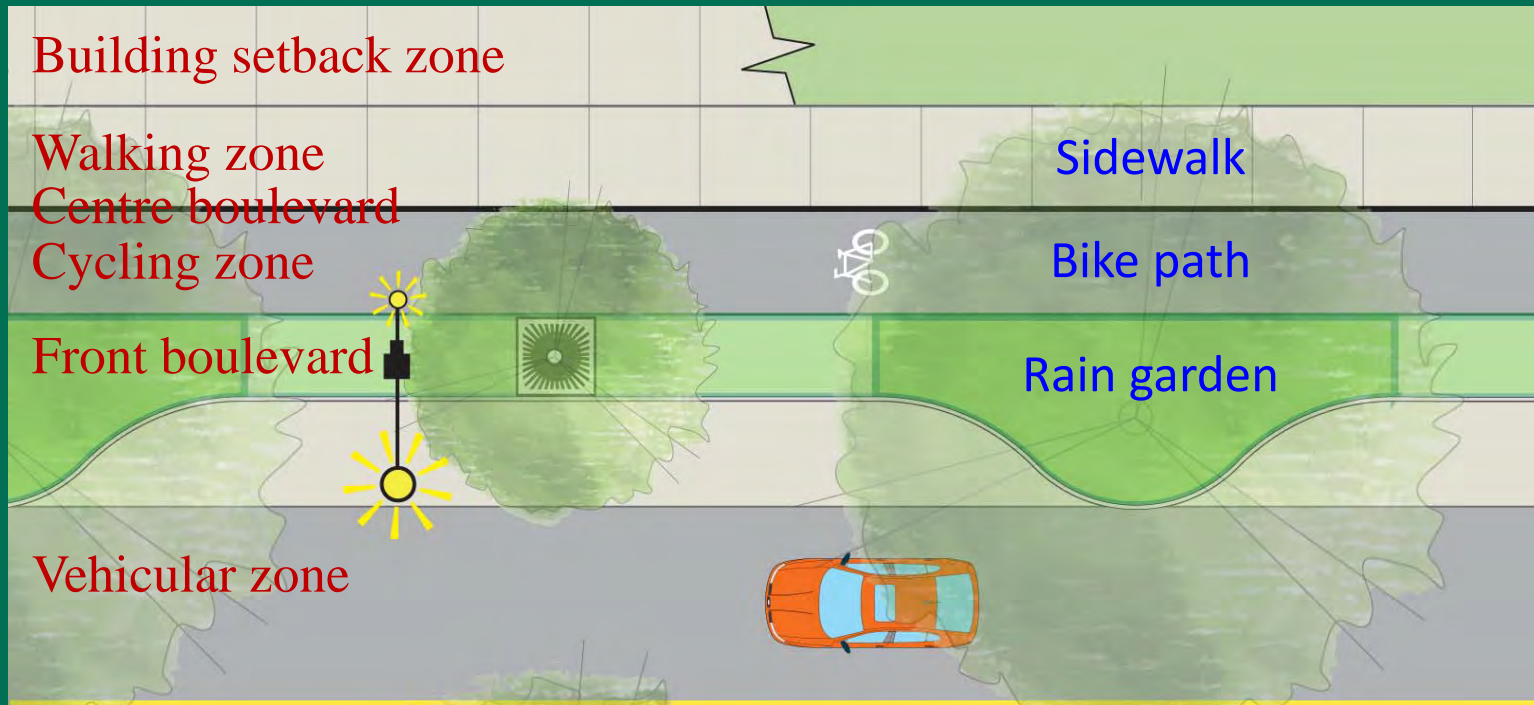 Building setback zone
Walking zone
Sidewalk
Centre boulevard
Cycling zone
Bike path
Front boulevard
Rain garden
Vehicular zone